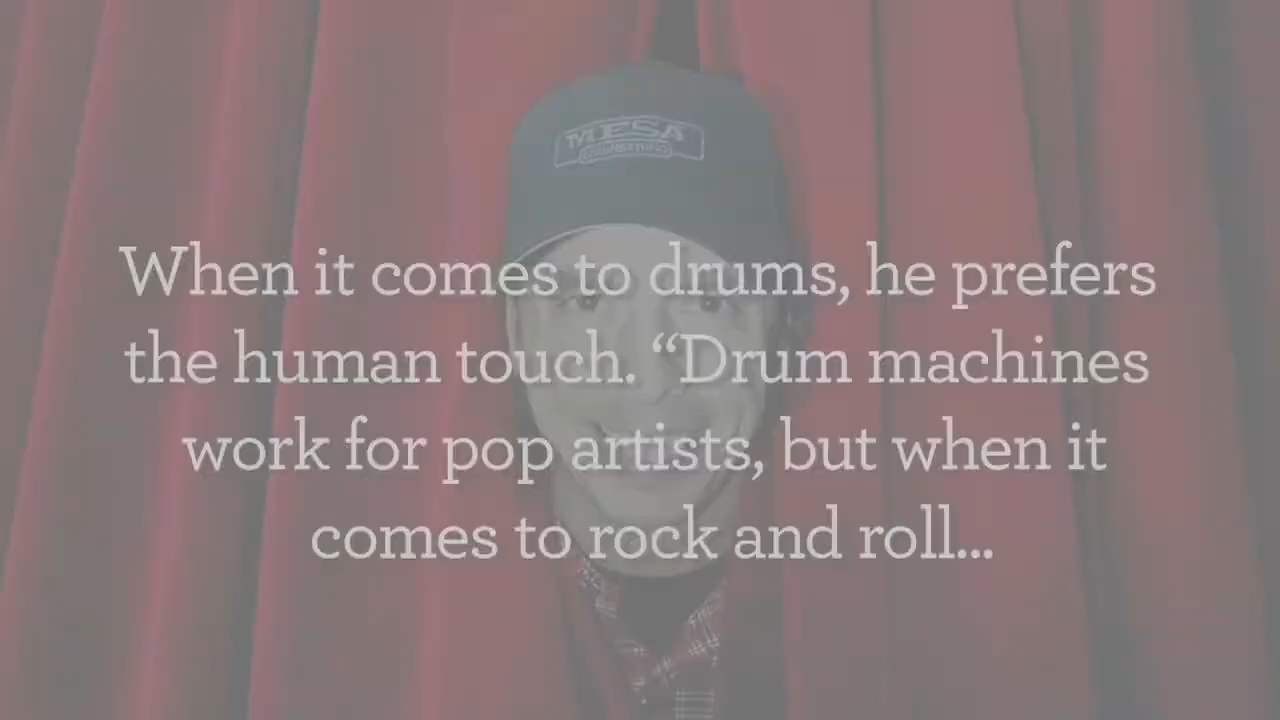 MESA
ENGINEERING
When it comes to drums, he prefers
the human touch. “Drum machines
work for pop artists, but when it
comes to rock and roll...